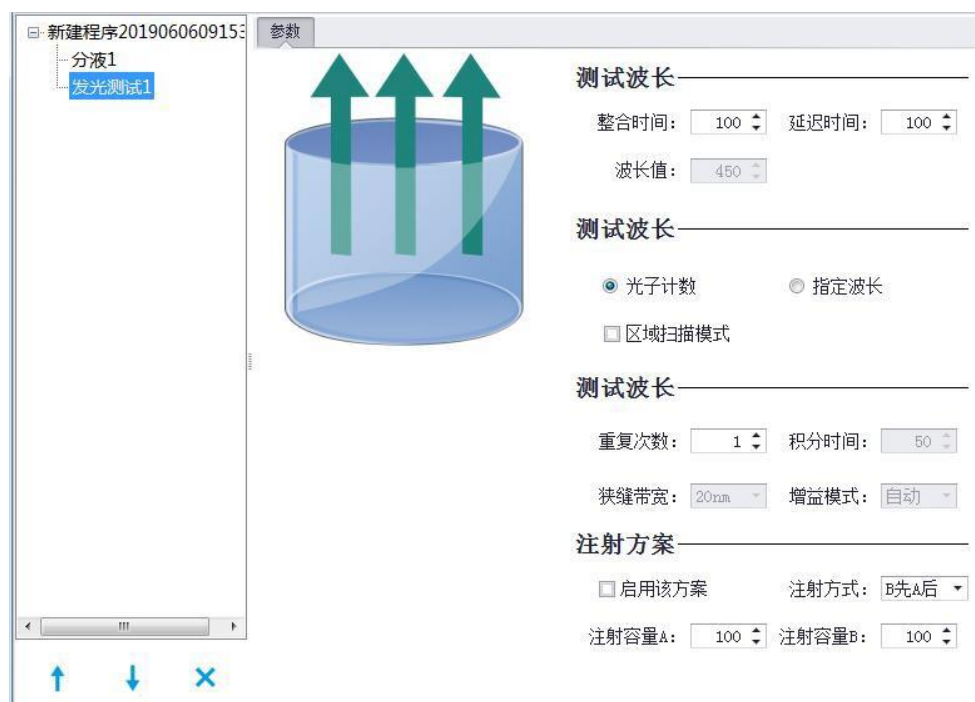 新建程序2019060609153
分液1
发光测试1
参数
测试波长
整合时间： 100 延迟时间： 100
波长值： 450
测试波长
光子计数 指定波长
区域扫描模式
测试波长
重复次数： 1 积分时间： 50
狭缝带宽： 20nm 增益模式： 自动
注射方案
启用该方案 注射方式： B先A后
注射容量A： 100 注射容量B： 100